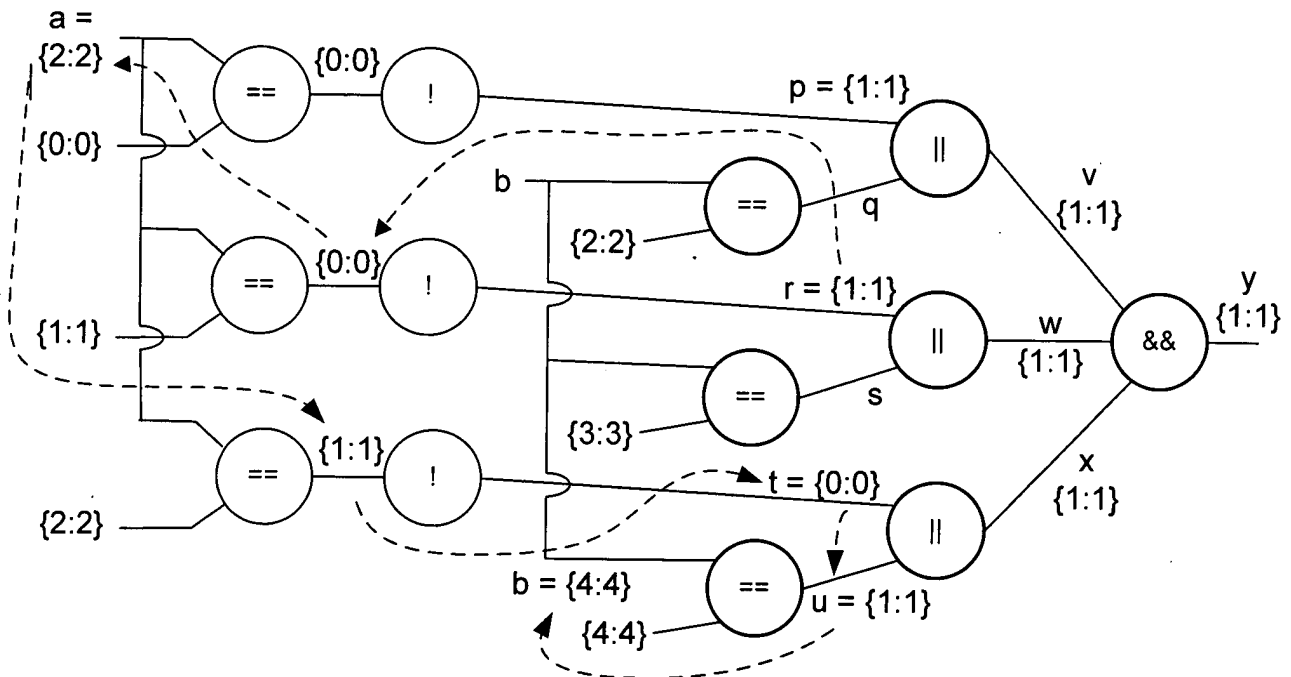 a =
{2:2}
{0:0}
==
{0:0}
!
p = {1:1}
||
b
==
q
{2:2}
v
{1:1}
{1:1}
==
{0:0}
!
r = {1:1}
||
w
{1:1}
&&
y
{1:1}
==
s
{3:3}
{2:2}
==
{1:1}
!
t = {0:0}
||
x
{1:1}
b = {4:4}
==
{4:4}
u = {1:1}